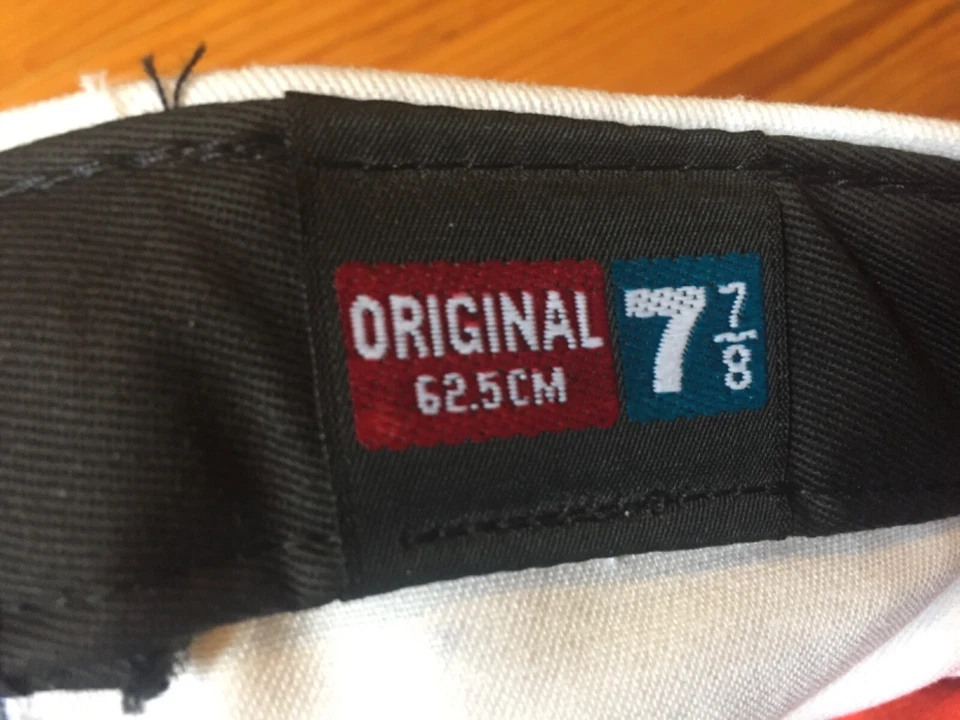 ORIGINAL
62.5CM
7 7/8